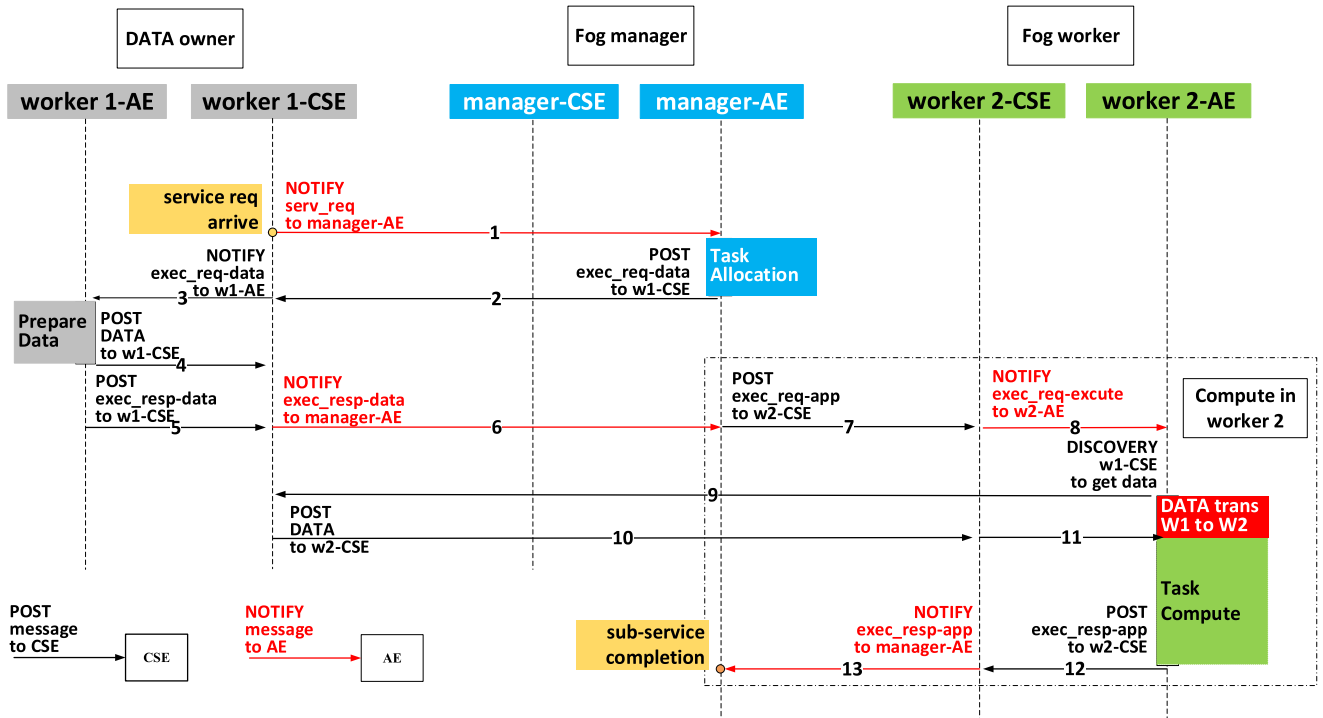 DATA owner
Fog manager
Fog worker
worker 1-AE
worker 1-CSE
manager-CSE
manager-AE
worker 2-CSE
worker 2-AE
service req
arrive
NOTIFY
serv_req
to manager-AE
1
NOTIFY
exec_req-data
to w1-AE
3
POST
exec_req-data
to w1-CSE
2
Task
Allocation
Prepare
Data
POST
DATA
to w1-CSE
4
POST
exec_resp-data
to w1-CSE
5
NOTIFY
exec_resp-data
to manager-AE
6
POST
exec_req-app
to w2-CSE
7
NOTIFY
exec_req-excute
to w2-AE
8
Compute in
worker 2
DISCOVERY
w1-CSE
to get data
9
POST
DATA
to w2-CSE
10
11
DATA trans
W1 to W2
Task
Compute
POST
message
to CSE
CSE
NOTIFY
message
to AE
AE
sub-service
completion
NOTIFY
exec_resp-app
to manager-AE
13
POST
exec_resp-app
to w2-CSE
12